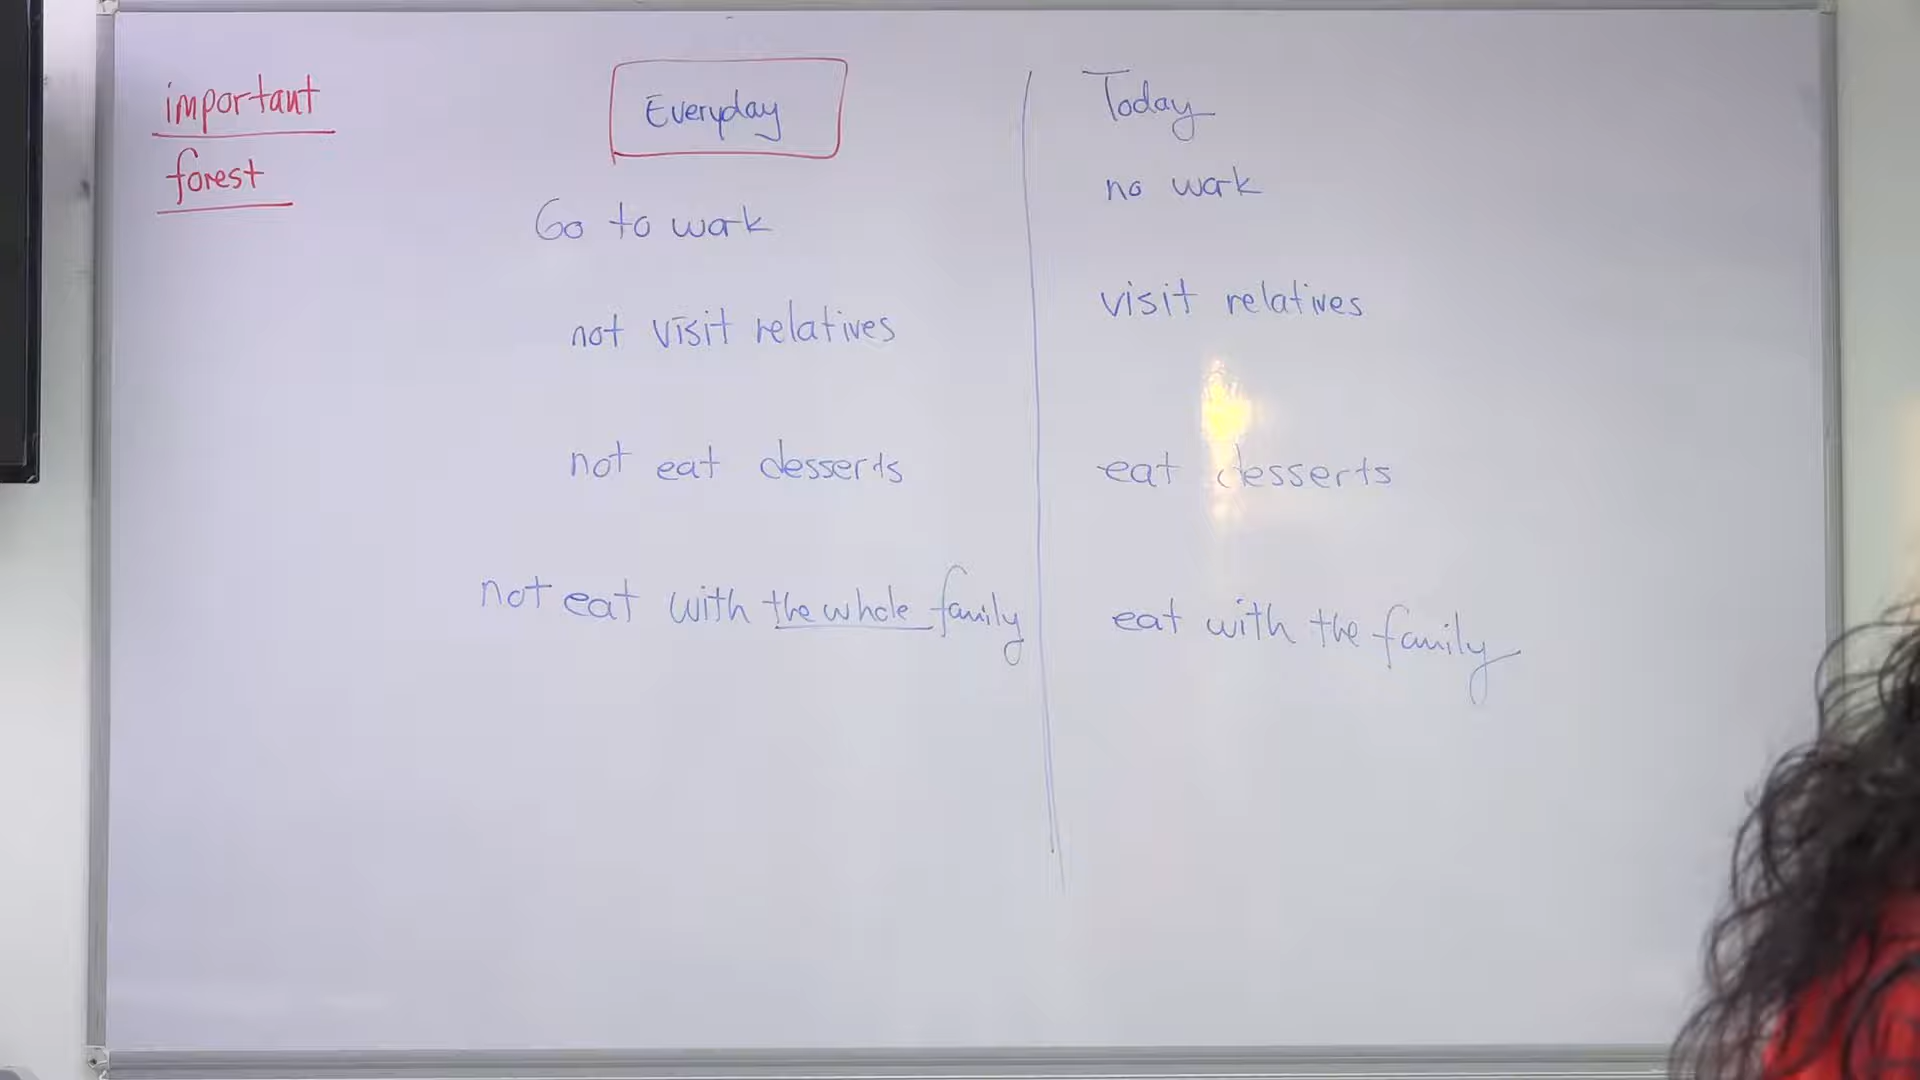 important
forest
Everyday
Go to work
not visit relatives
not eat desserts
not eat with the whole family
Today
no work
visit relatives
eat desserts
eat with the family